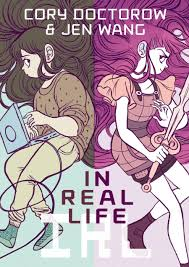 CORY DOCTOROW
& JEN WANG
IN
REAL
LIFE
IRL